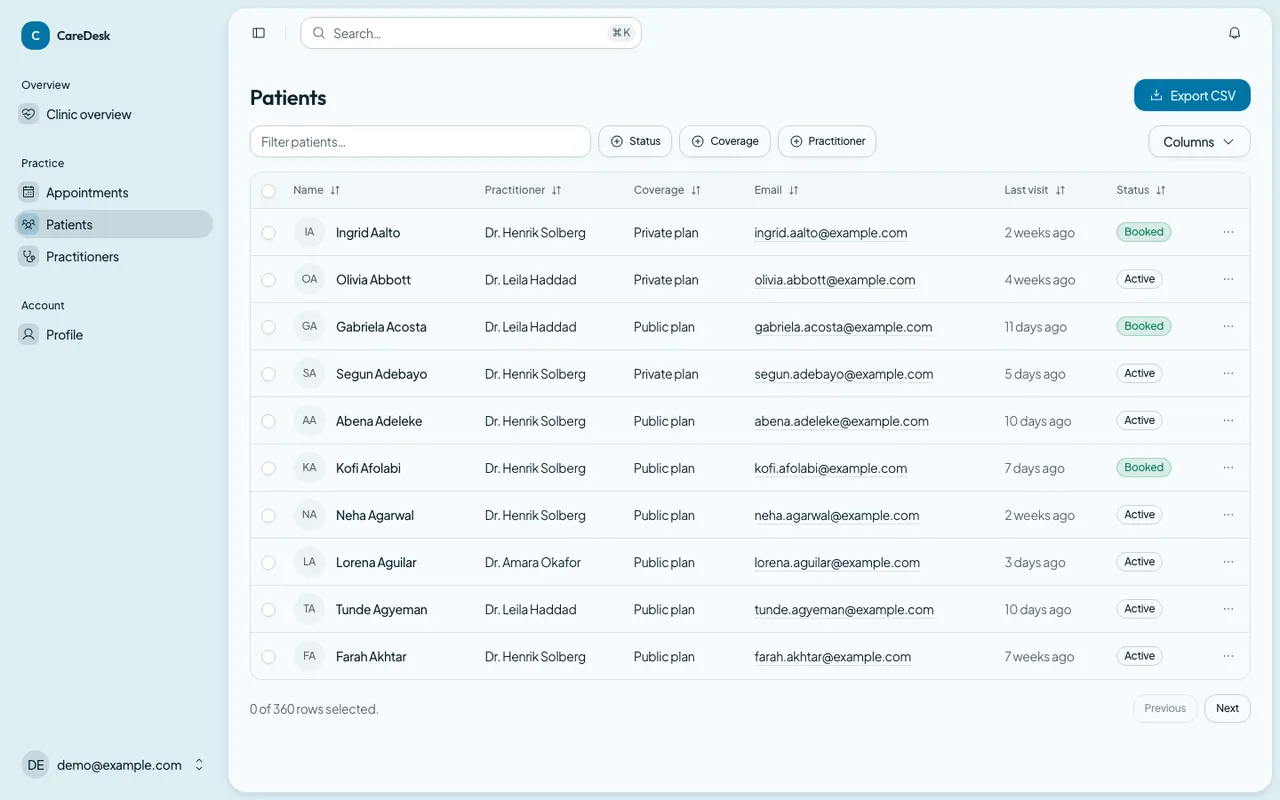 C CareDesk
Overview
Clinic overview
Practice
Appointments
Patients
Practitioners
Account
Profile
DE demo@example.com
Search... ⌘K
Patients
Export CSV
Filter patients...
Status
Coverage
Practitioner
Columns
Name Practitioner Coverage Email Last visit Status
IA Ingrid Aalto Dr. Henrik Solberg Private plan ingrid.aalto@example.com 2 weeks ago Booked ...
OA Olivia Abbott Dr. Leila Haddad Private plan olivia.abbott@example.com 4 weeks ago Active ...
GA Gabriela Acosta Dr. Leila Haddad Public plan gabriela.acosta@example.com 11 days ago Booked ...
SA Segun Adebayo Dr. Henrik Solberg Private plan segun.adebayo@example.com 5 days ago Active ...
AA Abena Adeleke Dr. Henrik Solberg Public plan abena.adeleke@example.com 10 days ago Active ...
KA Kofi Afolabi Dr. Henrik Solberg Public plan kofi.afolabi@example.com 7 days ago Booked ...
NA Neha Agarwal Dr. Henrik Solberg Public plan neha.agarwal@example.com 2 weeks ago Active ...
LA Lorena Aguilar Dr. Amara Okafor Public plan lorena.aguilar@example.com 3 days ago Active ...
TA Tunde Agyeman Dr. Leila Haddad Public plan tunde.agyeman@example.com 10 days ago Active ...
FA Farah Akhtar Dr. Henrik Solberg Public plan farah.akhtar@example.com 7 weeks ago Active ...
0 of 360 rows selected.
Previous
Next